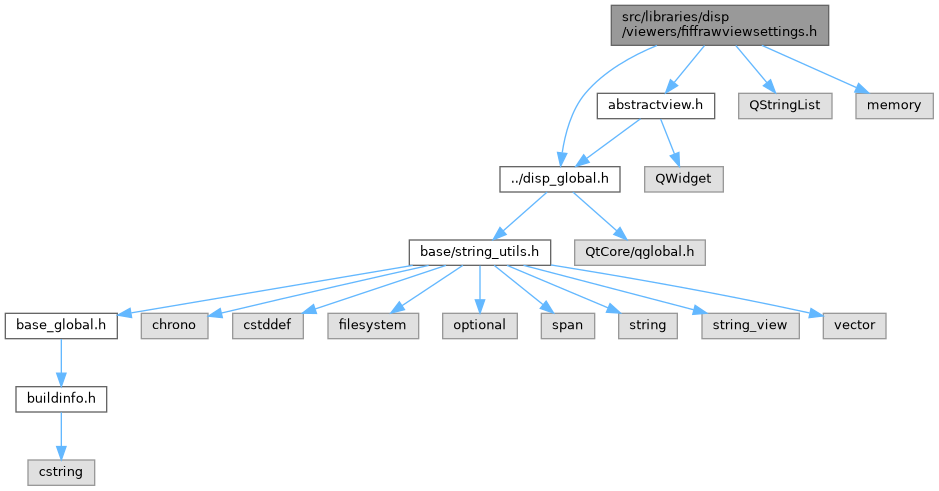 src/libraries/disp
/viewers/fiffrawviewsettings.h
abstractview.h
QStringList
memory
../disp_global.h
QWidget
base/string_utils.h
QtCore/qglobal.h
base_global.h
chrono
cstddef
filesystem
optional
span
string
string_view
vector
buildinfo.h
cstring